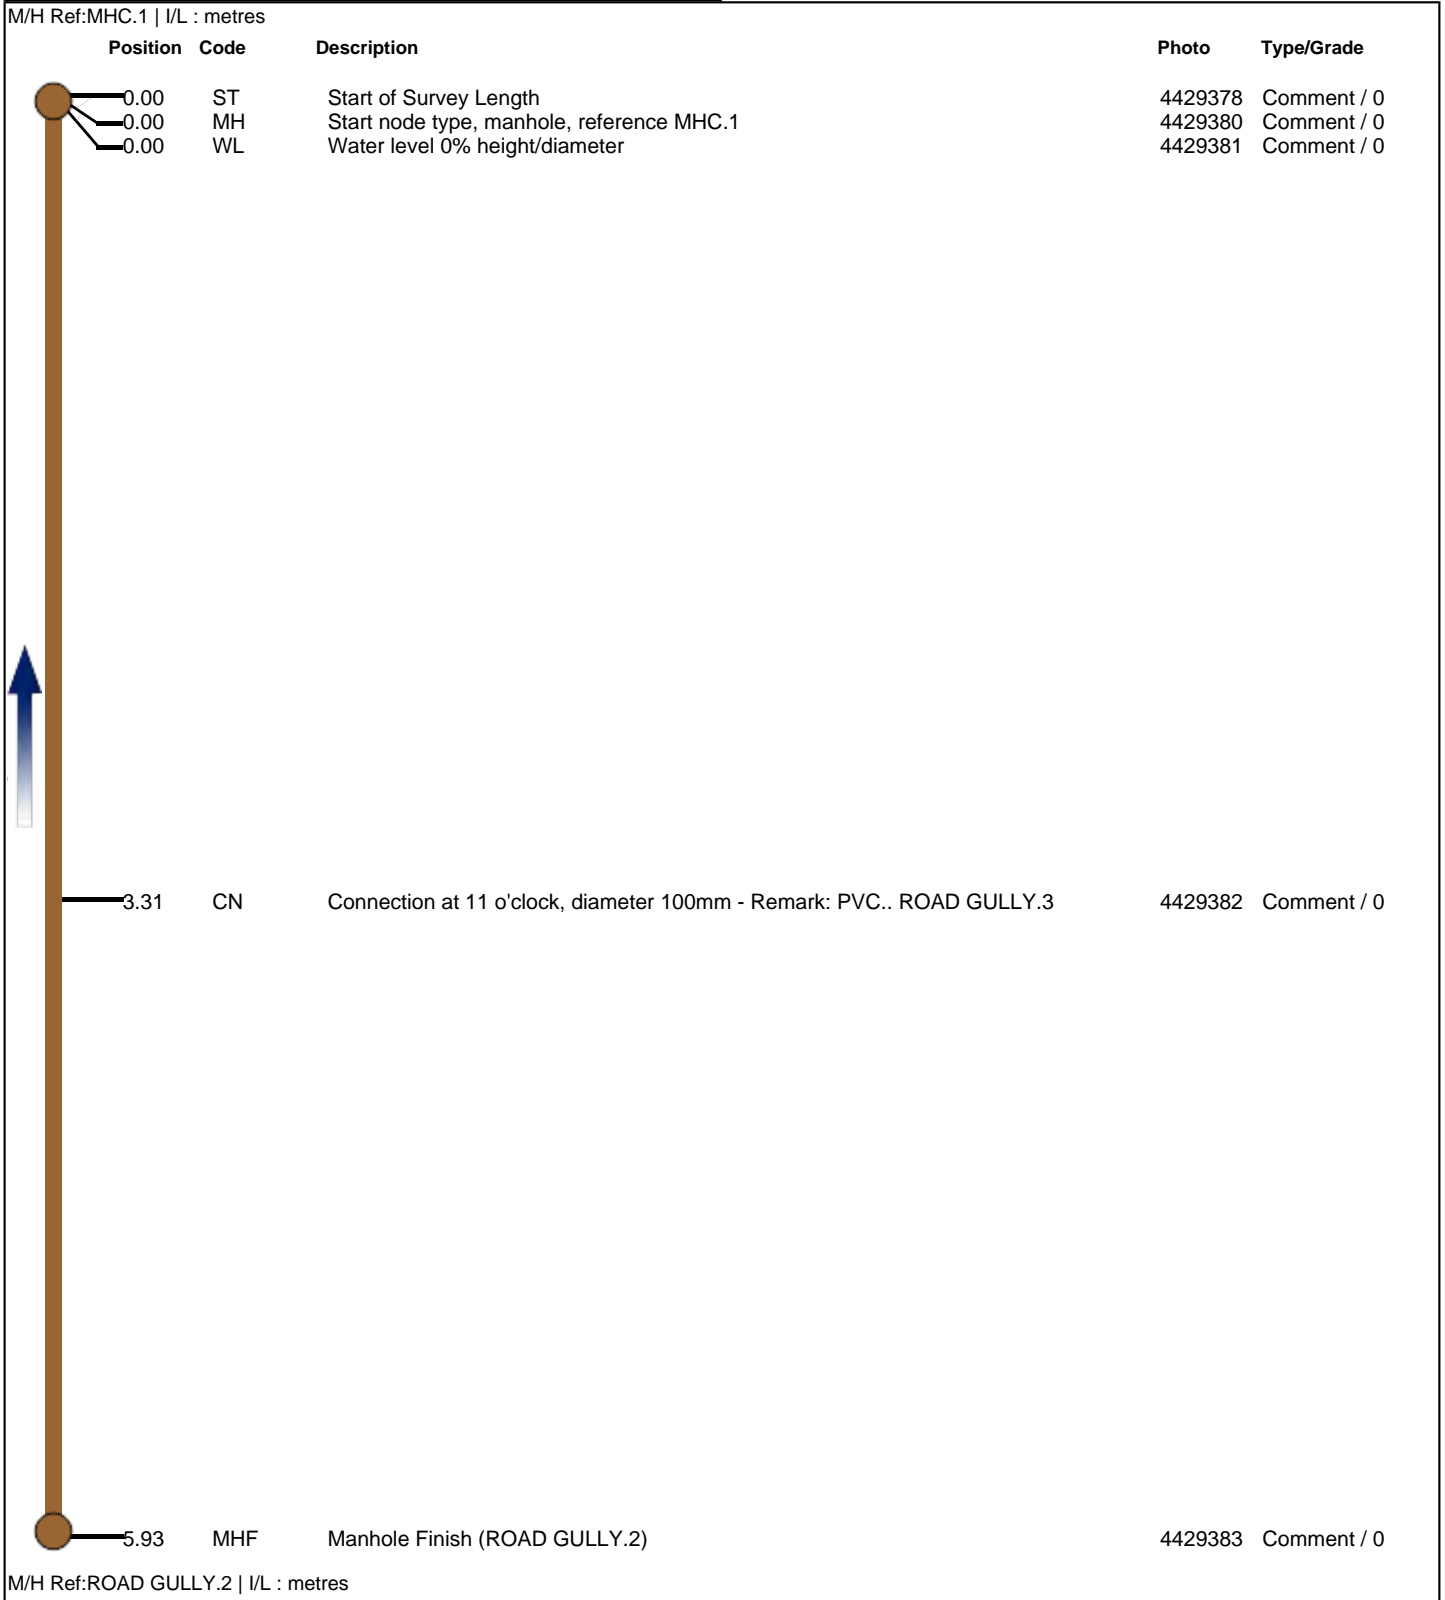 M/H Ref:MHC.1 | I/L : metres
Position Code Description Photo Type/Grade
0.00 ST Start of Survey Length 4429378 Comment / 0
0.00 MH Start node type, manhole, reference MHC.1 4429380 Comment / 0
0.00 WL Water level 0% height/diameter 4429381 Comment / 0
3.31 CN Connection at 11 o'clock, diameter 100mm - Remark: PVC.. ROAD GULLY.3 4429382 Comment / 0
5.93 MHF Manhole Finish (ROAD GULLY.2) 4429383 Comment / 0
M/H Ref:ROAD GULLY.2 | I/L : metres